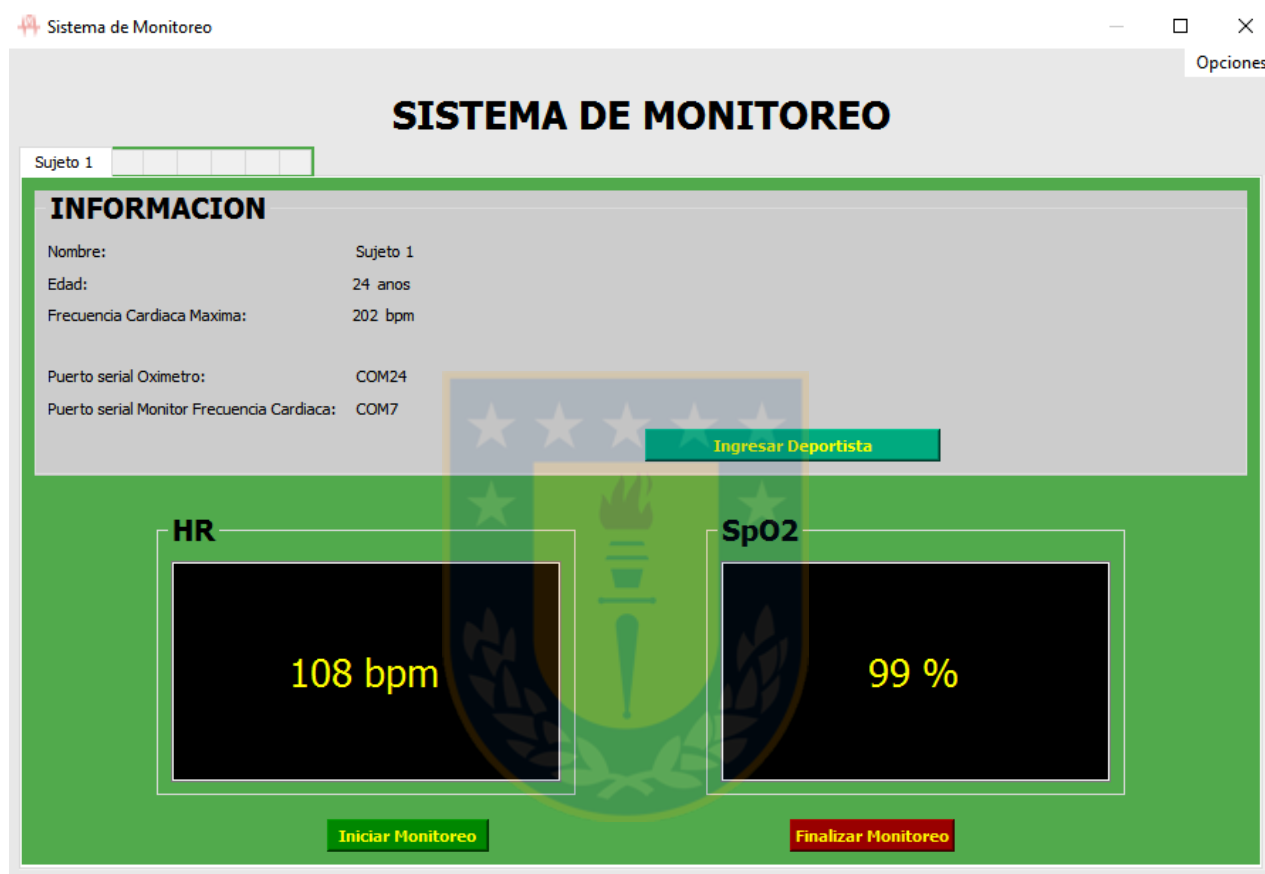 Sistema de Monitoreo
Opciones
SISTEMA DE MONITOREO
Sujeto 1
INFORMACION
Nombre: Sujeto 1
Edad: 24 anos
Frecuencia Cardiaca Maxima: 202 bpm
Puerto serial Oximetro: COM24
Puerto serial Monitor Frecuencia Cardiaca: COM7
Ingresar Deportista
HR
SpO2
108 bpm
99 %
Iniciar Monitoreo
Finalizar Monitoreo